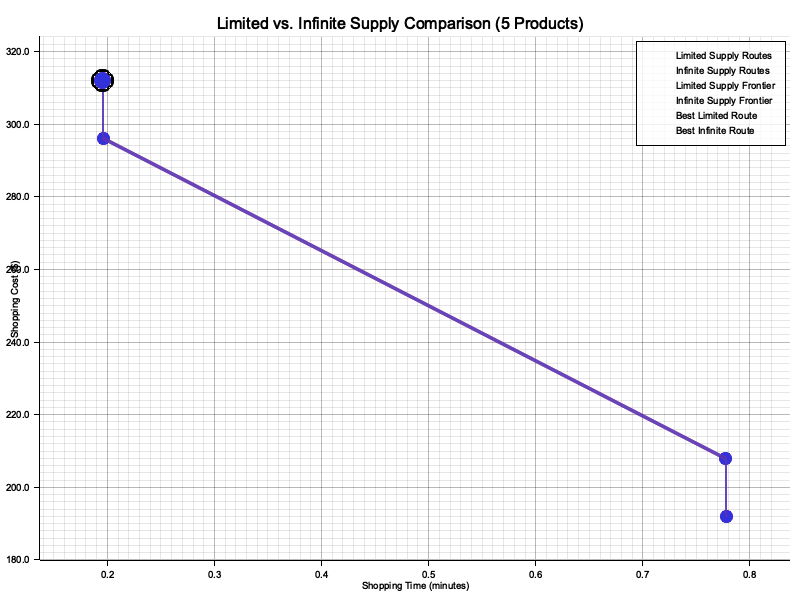 Limited vs. Infinite Supply Comparison (5 Products)
320.0
300.0
280.0
260.0
240.0
220.0
200.0
180.0
Shopping Cost ($)
Limited Supply Routes
Infinite Supply Routes
Limited Supply Frontier
Infinite Supply Frontier
Best Limited Route
Best Infinite Route
0.2 0.3 0.4 0.5 0.6 0.7 0.8
Shopping Time (minutes)